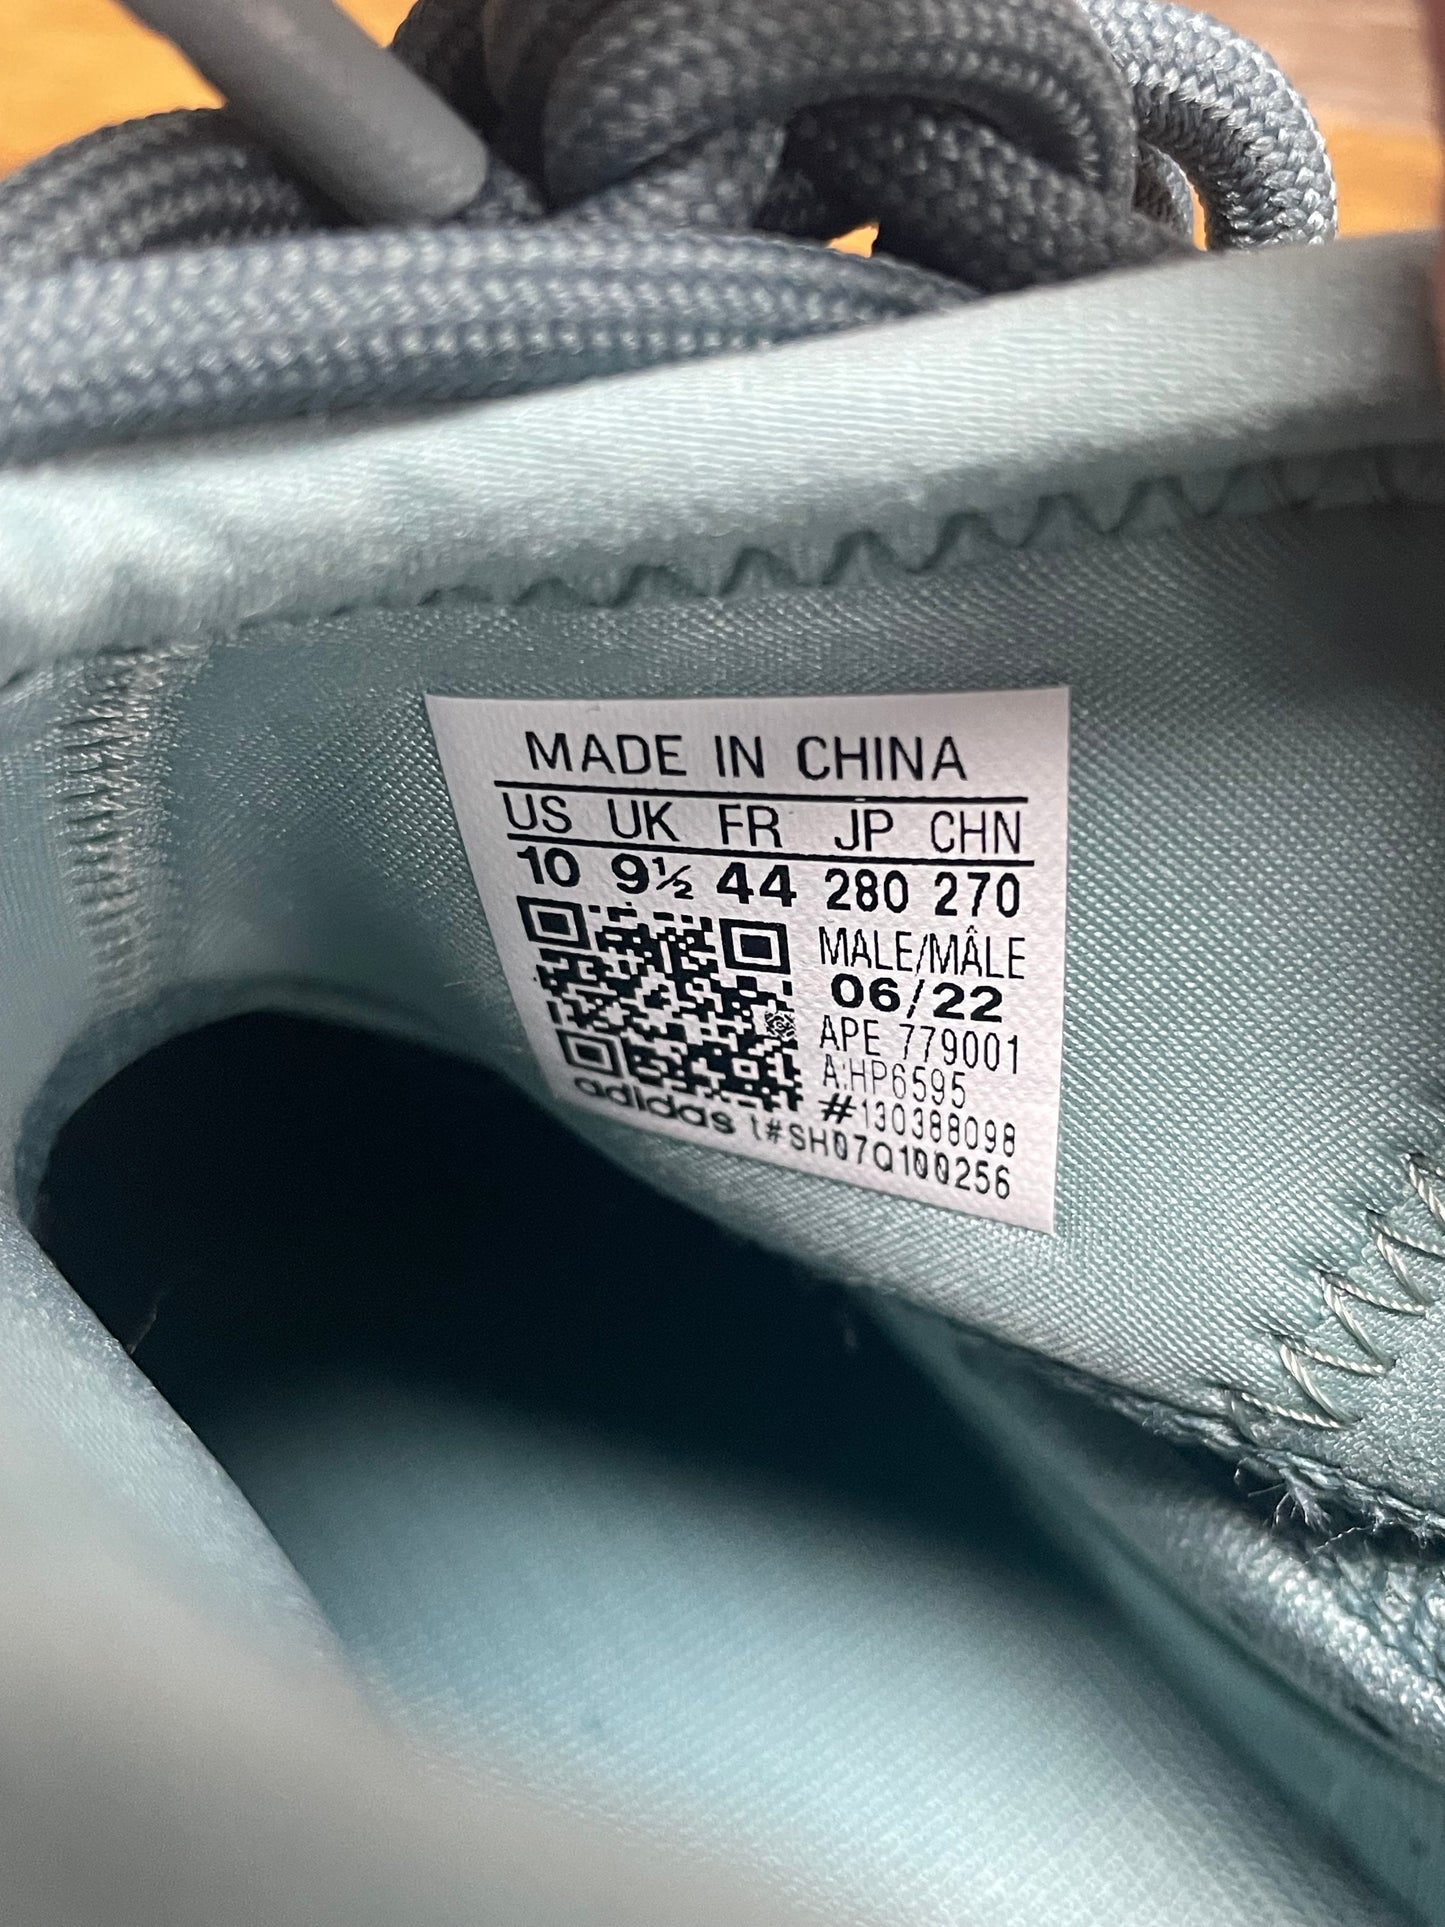 MADE IN CHINA
US UK FR JP CHN
10 9½ 44 280 270
MALE/MÂLE
06/22
APE 779001
A:HP6595
#130388098
adidas t#SH07Q100256